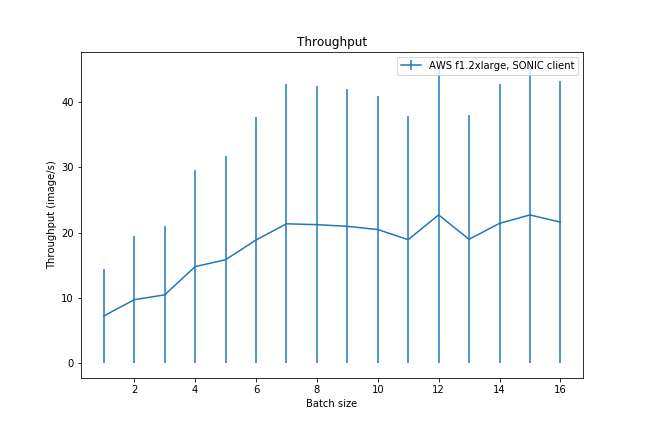 Throughput
AWS f1.2xlarge, SONIC client
Throughput (image/s)
40
30
20
10
0
2 4 6 8 10 12 14 16
Batch size